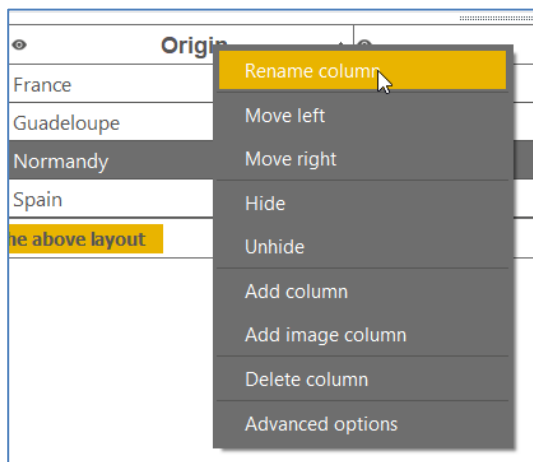 Origin
France
Guadeloupe
Normandy
Spain
he above layout
Rename column
Move left
Move right
Hide
Unhide
Add column
Add image column
Delete column
Advanced options